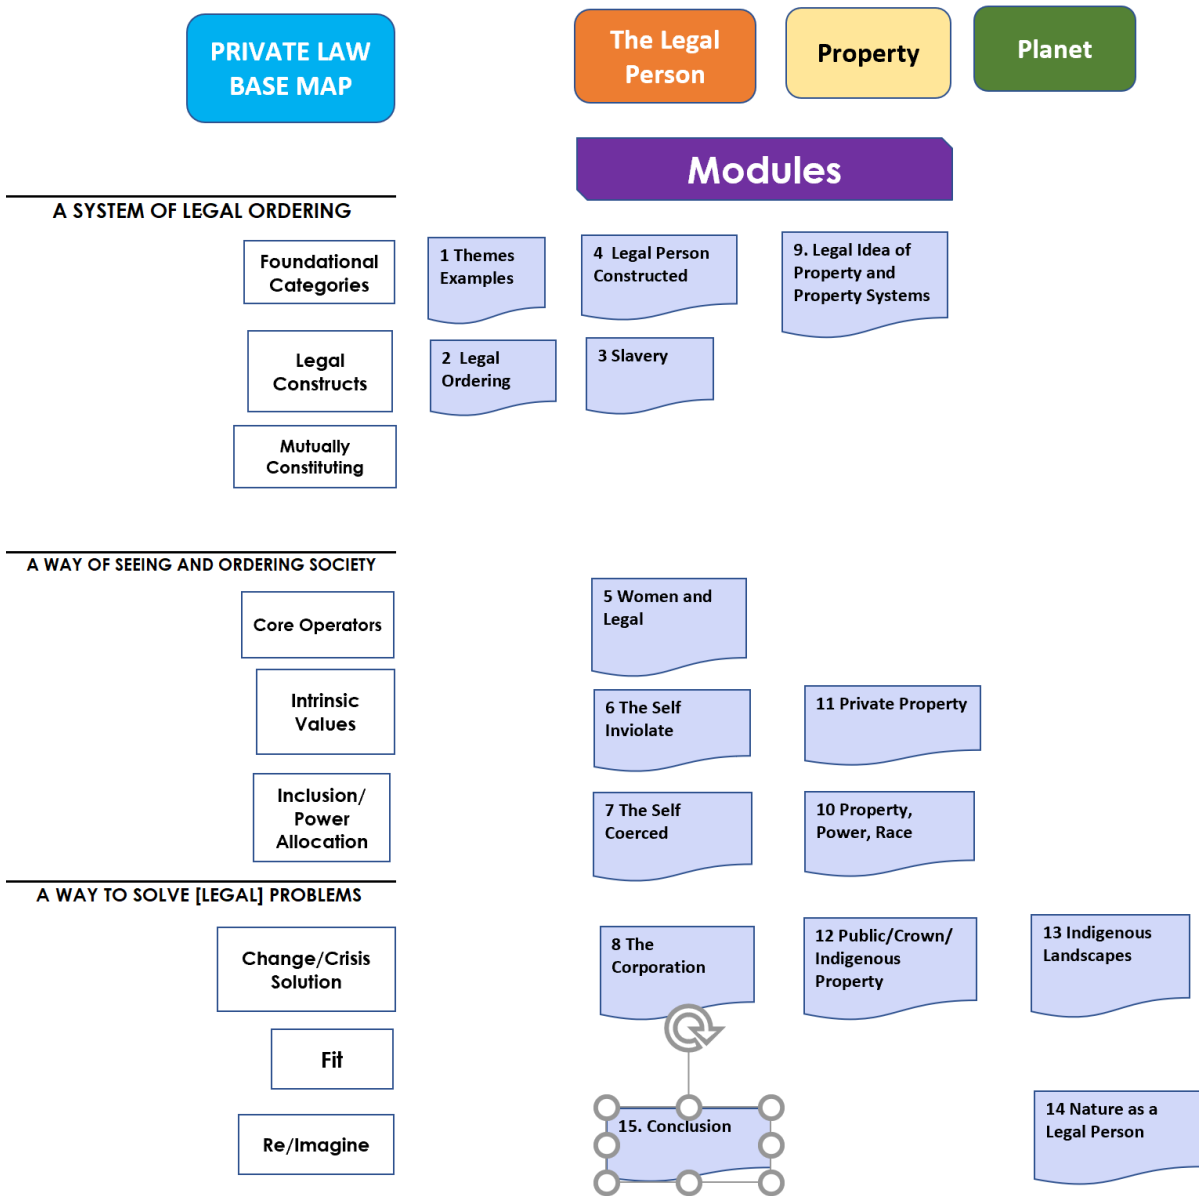 PRIVATE LAW
BASE MAP
The Legal
Person
Property
Planet
Modules
A SYSTEM OF LEGAL ORDERING
Foundational
Categories
1 Themes
Examples
4 Legal Person
Constructed
9. Legal Idea of
Property and
Property Systems
Legal
Constructs
2 Legal
Ordering
3 Slavery
Mutually
Constituting
A WAY OF SEEING AND ORDERING SOCIETY
Core Operators
5 Women and
Legal
Intrinsic
Values
6 The Self
Inviolate
11 Private Property
Inclusion/
Power
Allocation
7 The Self
Coerced
10 Property,
Power, Race
A WAY TO SOLVE [LEGAL] PROBLEMS
Change/Crisis
Solution
8 The
Corporation
12 Public/Crown/
Indigenous
Property
13 Indigenous
Landscapes
Fit
Re/Imagine
15. Conclusion
14 Nature as a
Legal Person